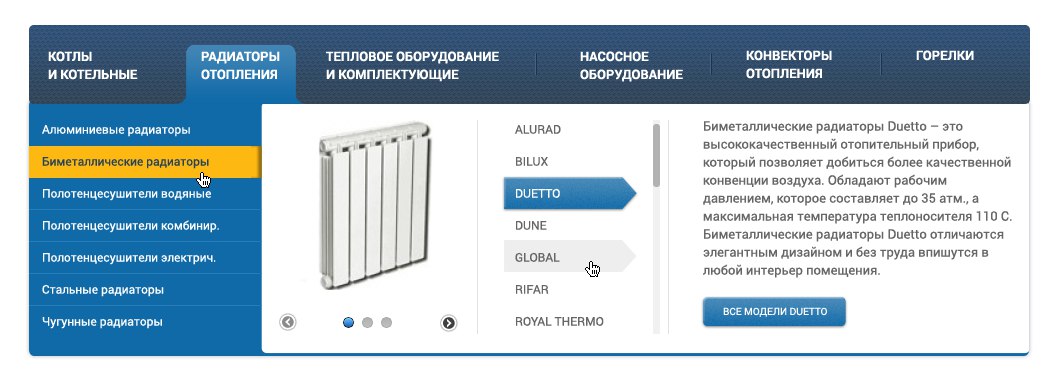 КОТЛЫ
И КОТЕЛЬНЫЕ
РАДИАТОРЫ
ОТОПЛЕНИЯ
ТЕПЛОВОЕ ОБОРУДОВАНИЕ
И КОМПЛЕКТУЮЩИЕ
НАСОСНОЕ
ОБОРУДОВАНИЕ
КОНВЕКТОРЫ
ОТОПЛЕНИЯ
ГОРЕЛКИ
Алюминиевые радиаторы
Биметаллические радиаторы
Полотенцесушители водяные
Полотенцесушители комбинир.
Полотенцесушители электрич.
Стальные радиаторы
Чугунные радиаторы
ALURAD
BILUX
DUETTO
DUNE
GLOBAL
RIFAR
ROYAL THERMO
Биметаллические радиаторы Duetto – это
высококачественный отопительный прибор,
который позволяет добиться более качественной
конвенции воздуха. Обладают рабочим
давлением, которое составляет до 35 атм., а
максимальная температура теплоносителя 110 С.
Биметаллические радиаторы Duetto отличаются
элегантным дизайном и без труда впишутся в
любой интерьер помещения.
ВСЕ МОДЕЛИ DUETTO